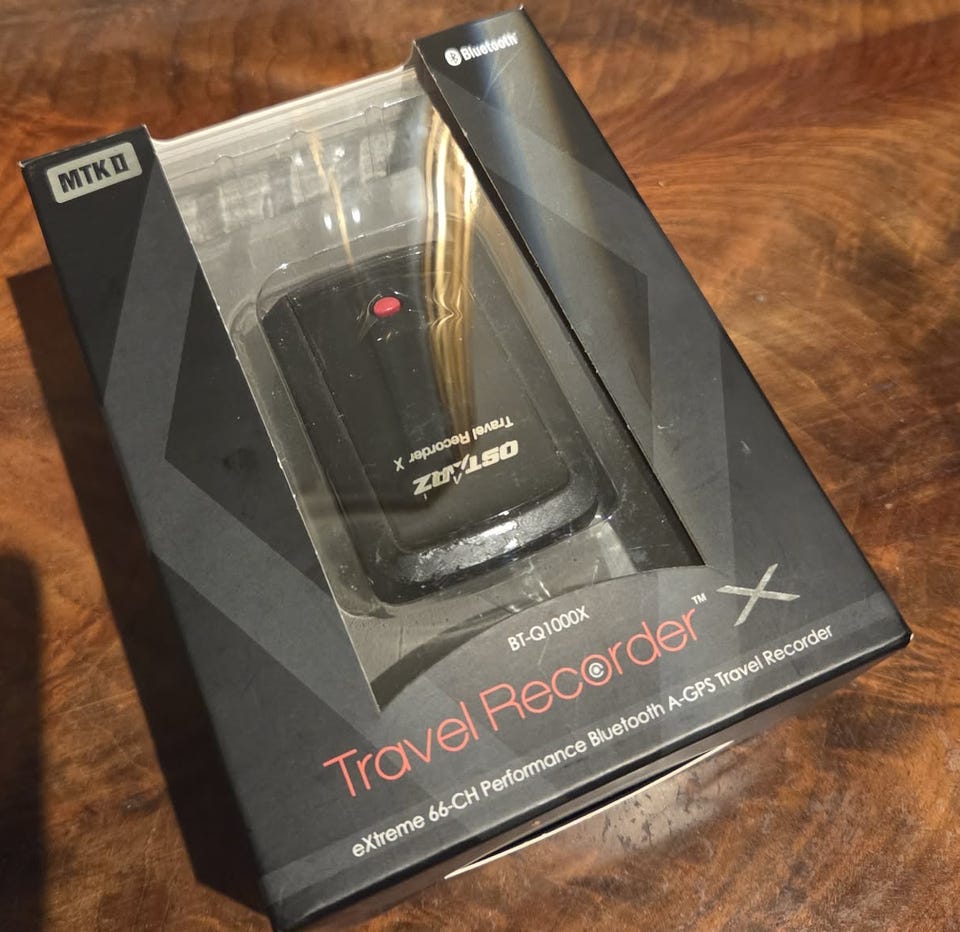 Bluetooth
MTK II
Travel Recorder X
QSTARZ
BT-Q1000X
Travel Recorder™ X
eXtreme 66-CH Performance Bluetooth A-GPS Travel Recorder